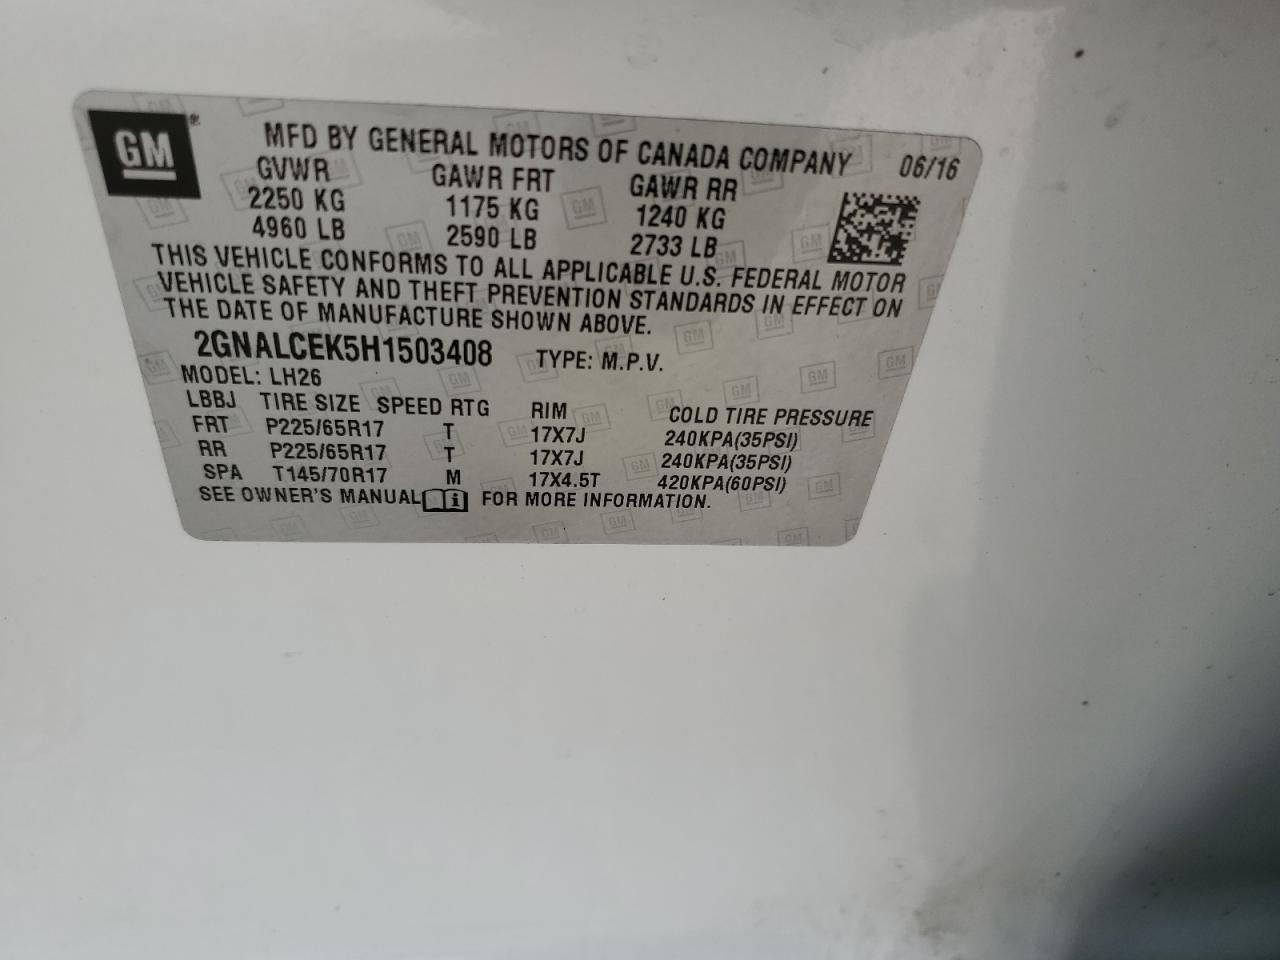 GM®
MFD BY GENERAL MOTORS OF CANADA COMPANY 06/16
GVWR GAWR FRT GAWR RR
2250 KG 1175 KG 1240 KG
4960 LB 2590 LB 2733 LB
THIS VEHICLE CONFORMS TO ALL APPLICABLE U.S. FEDERAL MOTOR
VEHICLE SAFETY AND THEFT PREVENTION STANDARDS IN EFFECT ON
THE DATE OF MANUFACTURE SHOWN ABOVE.
2GNALCEK5H1503408 TYPE: M.P.V.
MODEL: LH26
LBBJ TIRE SIZE SPEED RTG RIM COLD TIRE PRESSURE
FRT P225/65R17 T 17X7J 240KPA(35PSI)
RR P225/65R17 T 17X7J 240KPA(35PSI)
SPA T145/70R17 M 17X4.5T 420KPA(60PSI)
SEE OWNER'S MANUAL i FOR MORE INFORMATION.